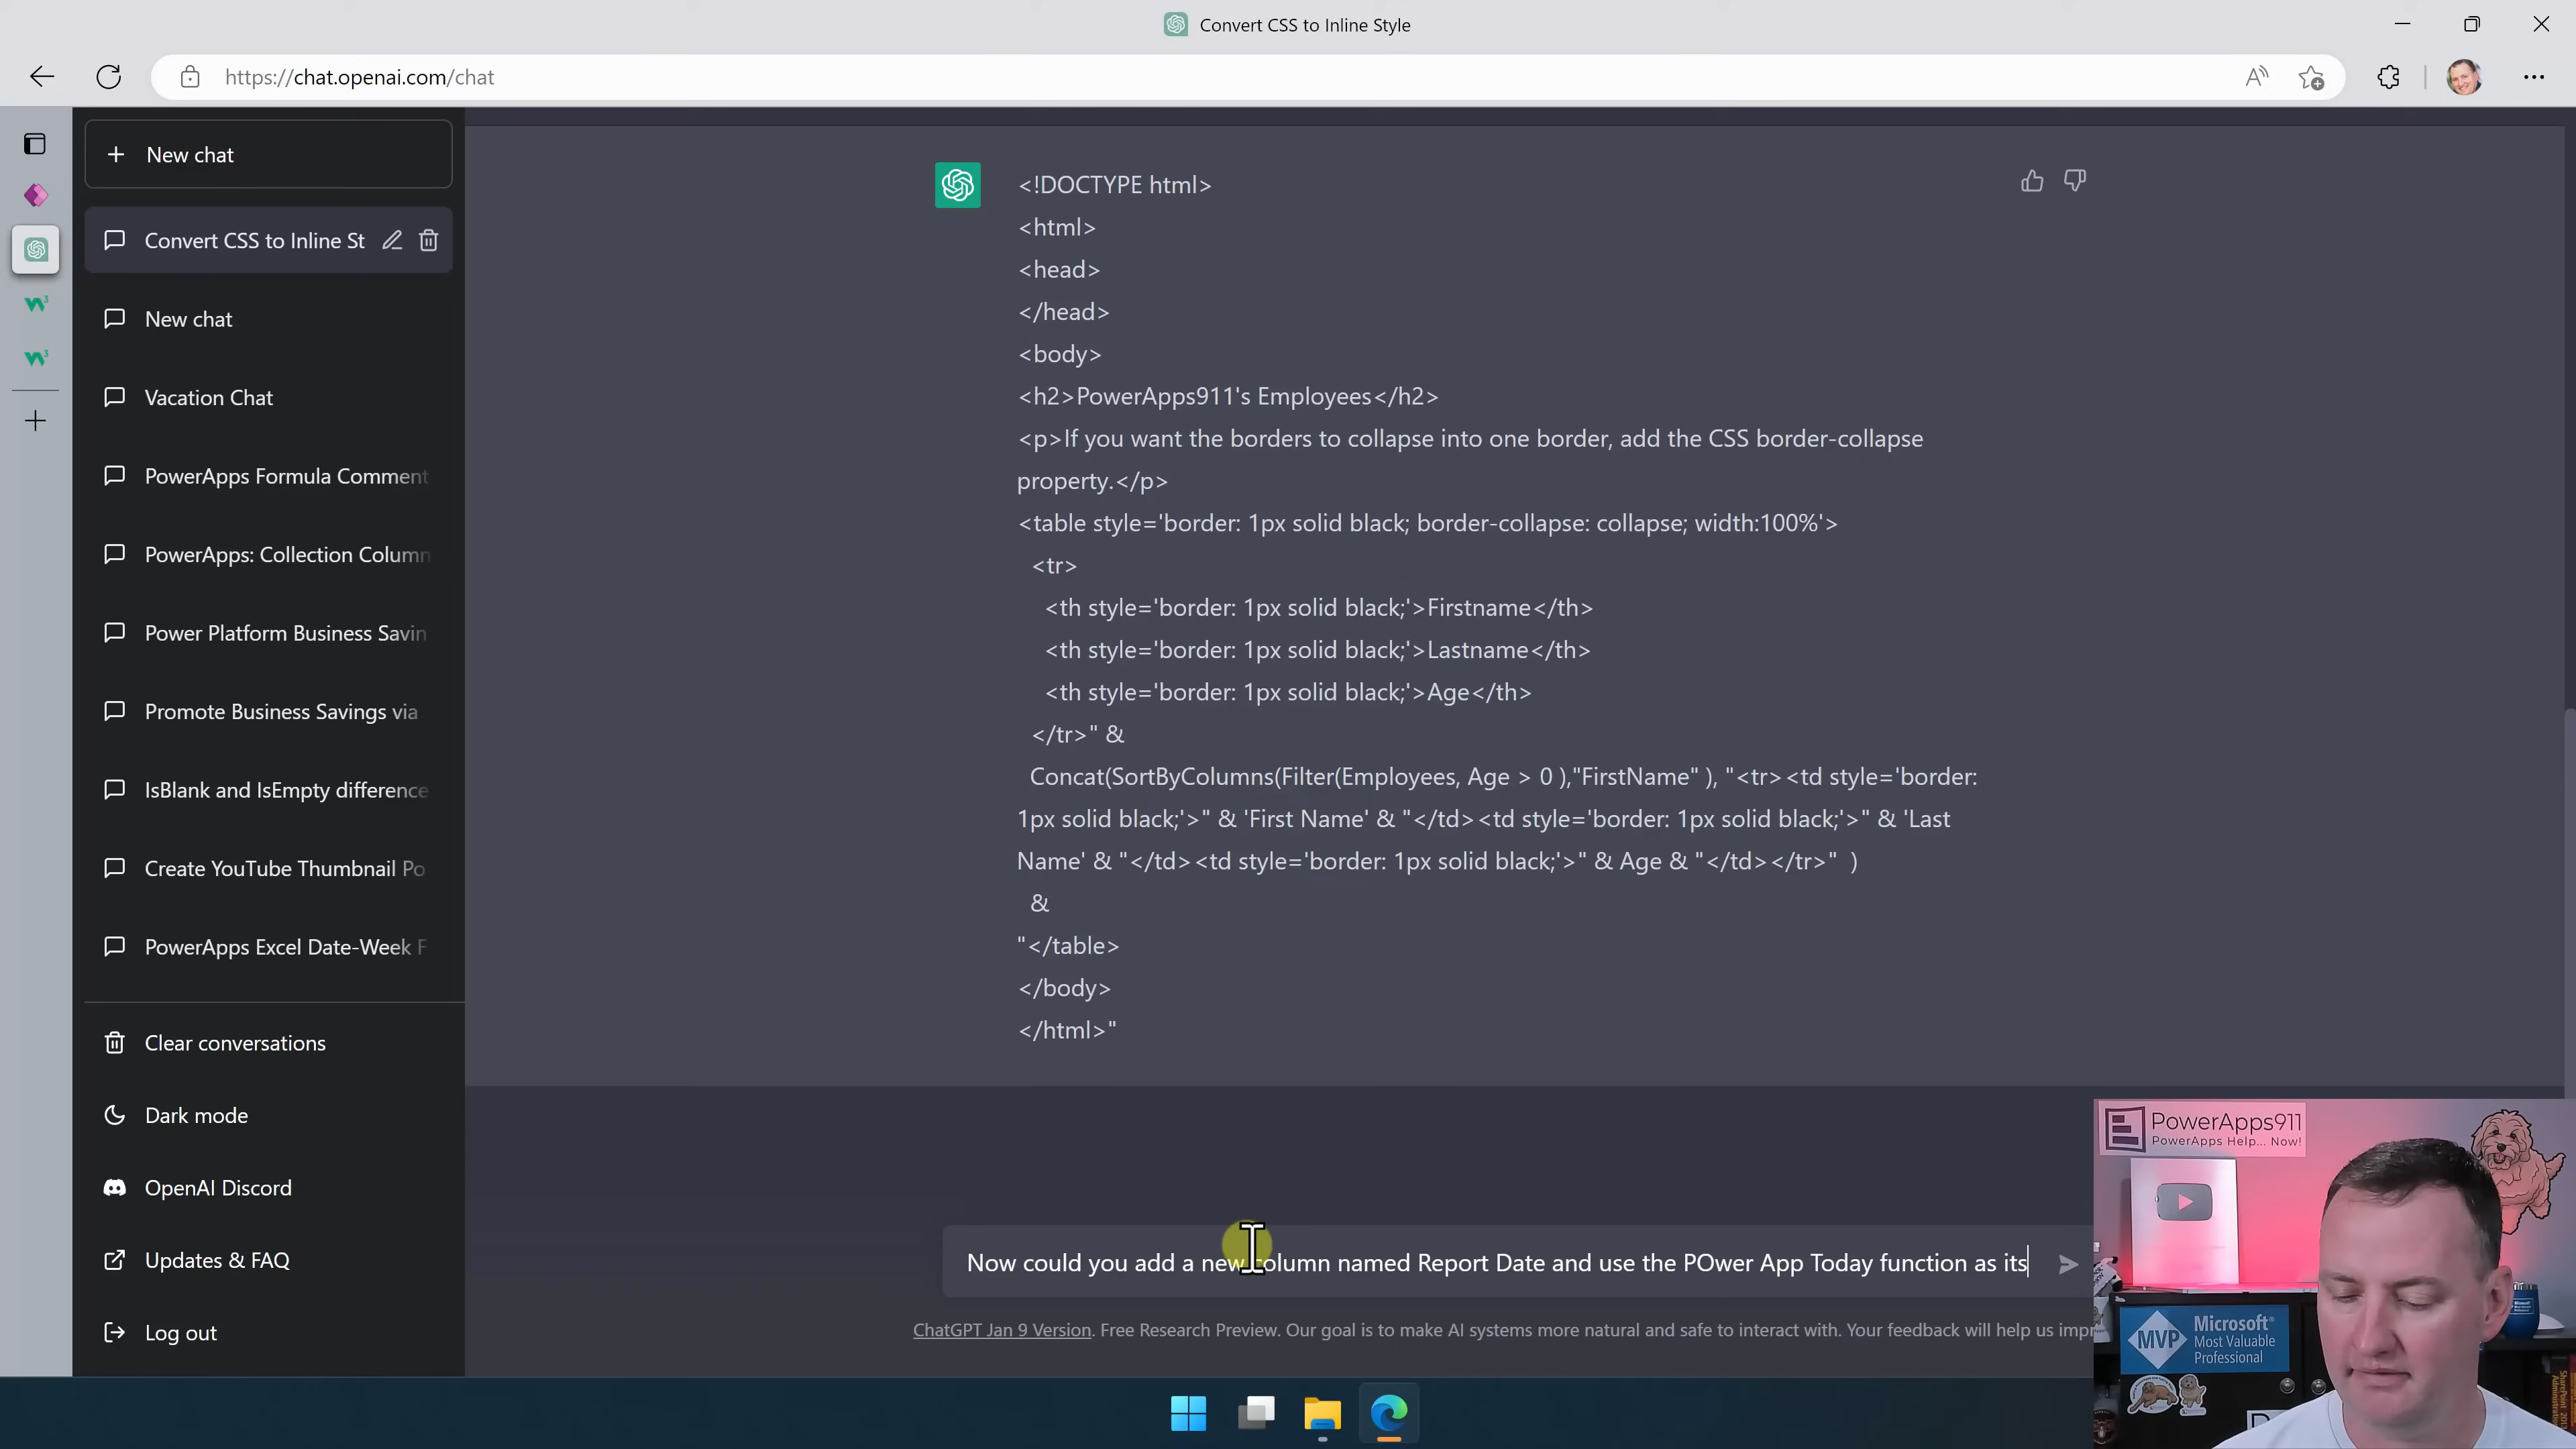 Convert CSS to Inline Style
https://chat.openai.com/chat
New chat
Convert CSS to Inline St
New chat
Vacation Chat
PowerApps Formula Comment
PowerApps: Collection Column
Power Platform Business Savin
Promote Business Savings via
IsBlank and IsEmpty difference
Create YouTube Thumbnail Po
PowerApps Excel Date-Week F
Clear conversations
Dark mode
OpenAI Discord
Updates & FAQ
Log out
<!DOCTYPE html>
<html>
<head>
</head>
<body>
<h2>PowerApps911's Employees</h2>
<p>If you want the borders to collapse into one border, add the CSS border-collapse
property.</p>
<table style='border: 1px solid black; border-collapse: collapse; width:100%'>
<tr>
<th style='border: 1px solid black;'>Firstname</th>
<th style='border: 1px solid black;'>Lastname</th>
<th style='border: 1px solid black;'>Age</th>
</tr>" &
Concat(SortByColumns(Filter(Employees, Age > 0 ),"FirstName" ), "<tr><td style='border:
1px solid black;'>" & 'First Name' & "</td><td style='border: 1px solid black;'>" & 'Last
Name' & "</td><td style='border: 1px solid black;'>" & Age & "</td></tr>" )
&
"</table>
</body>
</html>"
Now could you add a new column named Report Date and use the POwer App Today function as its
ChatGPT Jan 9 Version. Free Research Preview. Our goal is to make AI systems more natural and safe to interact with. Your feedback will help us impr
PowerApps911
PowerApps Help... Now!
MVP
Microsoft®
Most Valuable
Professional